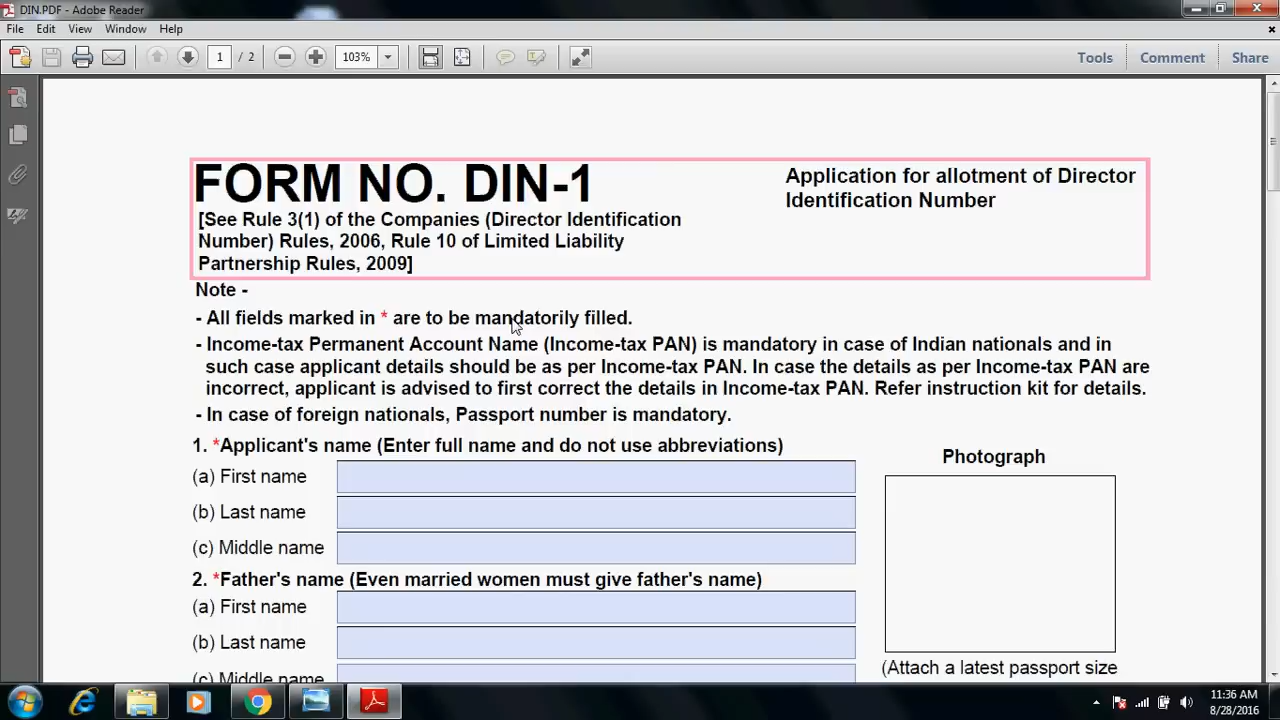 DIN.PDF - Adobe Reader
File Edit View Window Help
1 / 2 103% Tools Comment Share
FORM NO. DIN-1
[See Rule 3(1) of the Companies (Director Identification
Number) Rules, 2006, Rule 10 of Limited Liability
Partnership Rules, 2009]
Application for allotment of Director
Identification Number
Note -
- All fields marked in * are to be mandatorily filled.
- Income-tax Permanent Account Name (Income-tax PAN) is mandatory in case of Indian nationals and in
such case applicant details should be as per Income-tax PAN. In case the details as per Income-tax PAN are
incorrect, applicant is advised to first correct the details in Income-tax PAN. Refer instruction kit for details.
- In case of foreign nationals, Passport number is mandatory.
1. *Applicant's name (Enter full name and do not use abbreviations)
(a) First name
(b) Last name
(c) Middle name
Photograph
2. *Father's name (Even married women must give father's name)
(a) First name
(b) Last name
(c) Middle name
(Attach a latest passport size
11:36 AM
8/28/2016